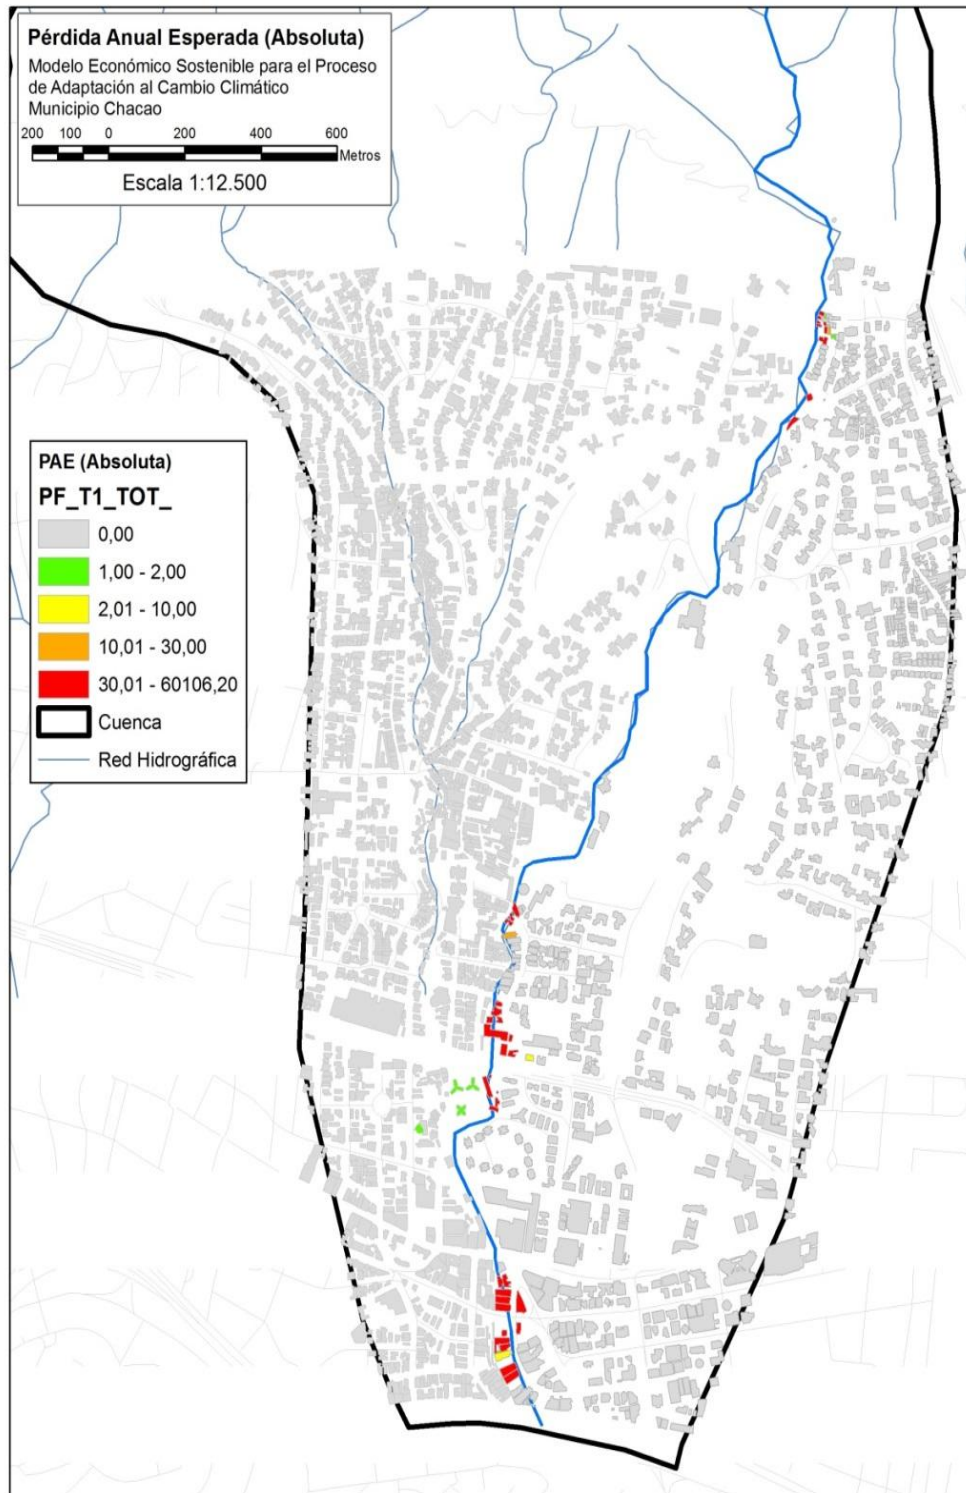 Pérdida Anual Esperada (Absoluta)
Modelo Económico Sostenible para el Proceso
de Adaptación al Cambio Climático
Municipio Chacao
200 100 0 200 400 600
Metros
Escala 1:12.500
PAE (Absoluta)
PF_T1_TOT_
0,00
1,00 - 2,00
2,01 - 10,00
10,01 - 30,00
30,01 - 60106,20
Cuenca
Red Hidrográfica